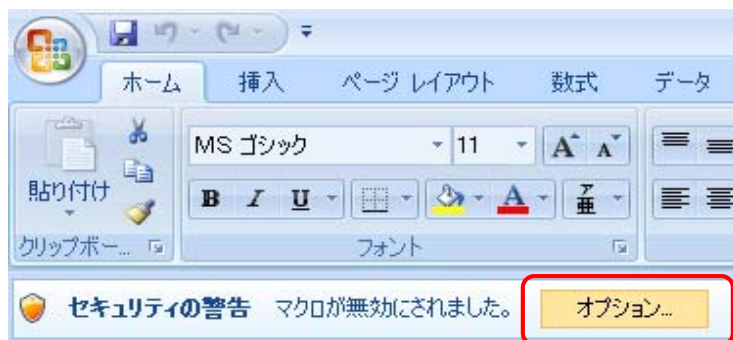 ホーム 挿入 ページ レイアウト 数式 データ
MS ゴシック 11 A A
貼り付け B I U A ア亜
クリップボー... フォント
セキュリティの警告 マクロが無効にされました。 オプション...